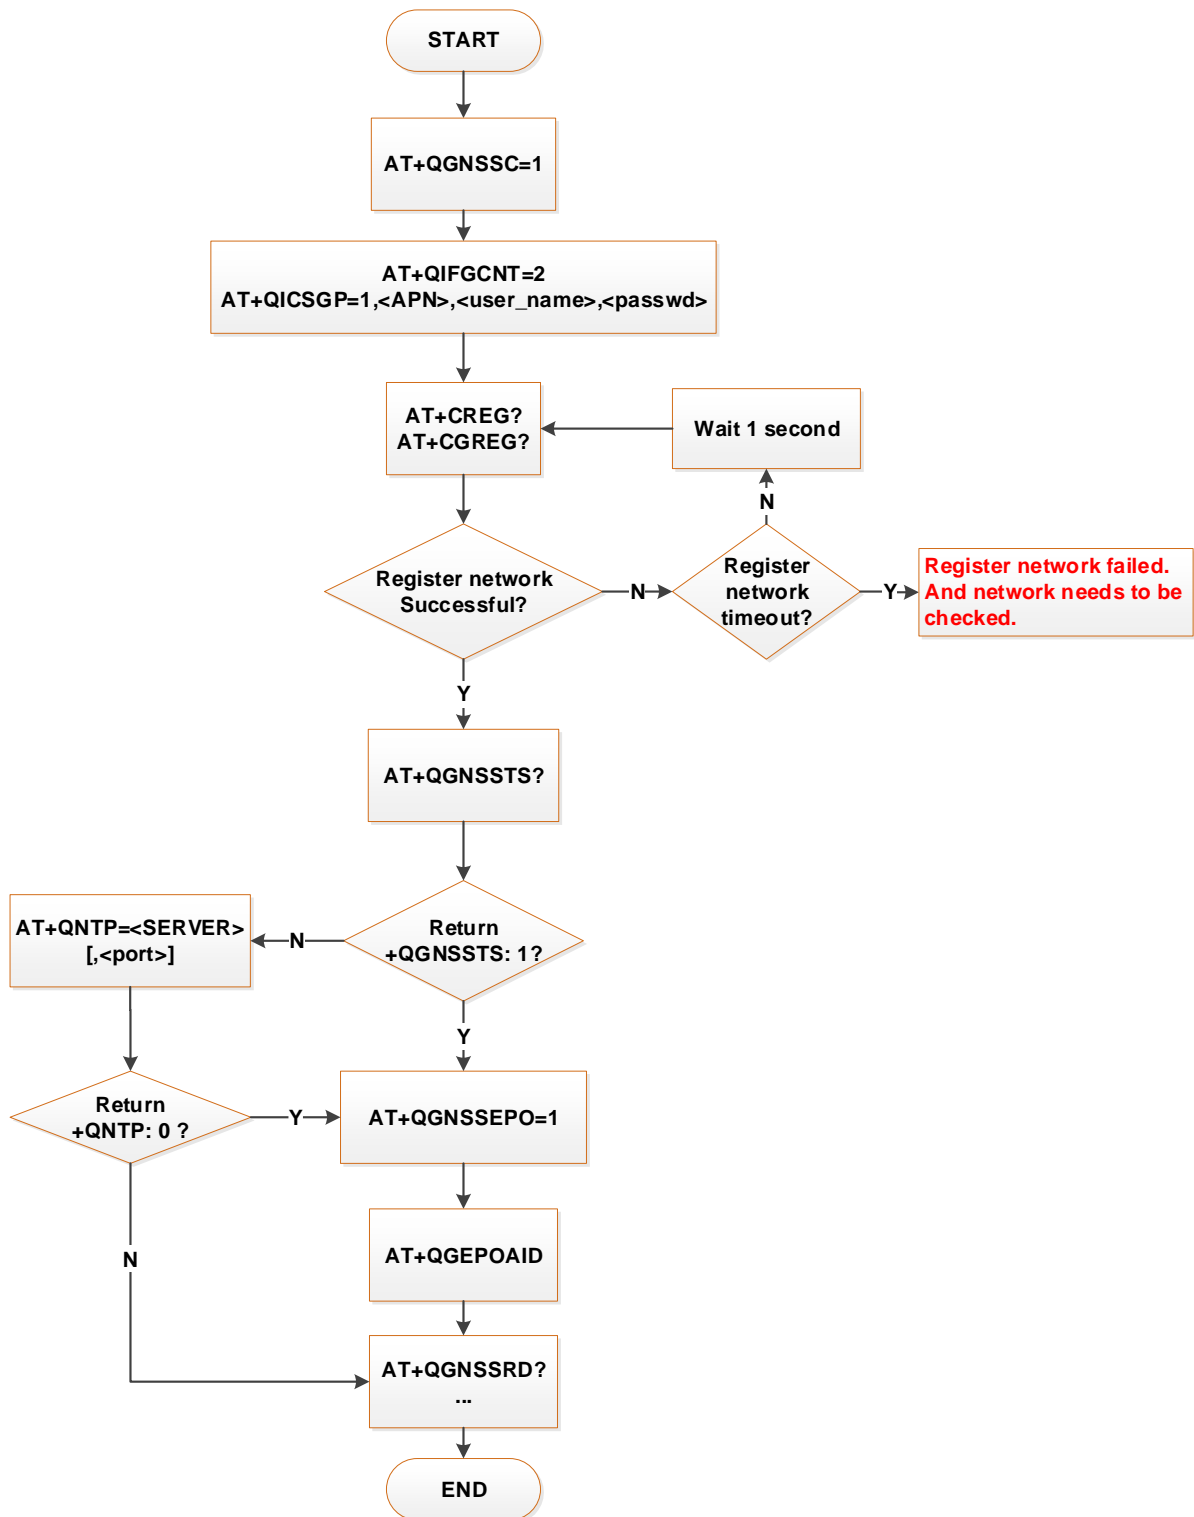 START
AT+QGNSSC=1
AT+QIFGCNT=2
AT+QICSGP=1,<APN>,<user_name>,<passwd>
AT+CREG?
AT+CGREG?
Wait 1 second
N
Register network
Successful?
N
Register
network
timeout?
Y
Register network failed.
And network needs to be
checked.
Y
AT+QGNSSTS?
AT+QNTP=<SERVER>
[,<port>]
N
Return
+QGNSSTS: 1?
Y
Return
+QNTP: 0 ?
Y
AT+QGNSSEPO=1
N
AT+QGEPOAID
AT+QGNSSRD?
...
END